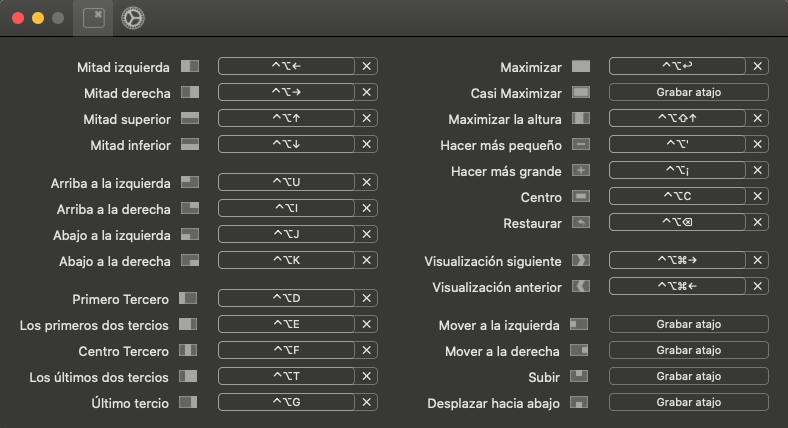 Mitad izquierda ^⌥←
Mitad derecha ^⌥→
Mitad superior ^⌥↑
Mitad inferior ^⌥↓
Arriba a la izquierda ^⌥U
Arriba a la derecha ^⌥I
Abajo a la izquierda ^⌥J
Abajo a la derecha ^⌥K
Primero Tercero ^⌥D
Los primeros dos tercios ^⌥E
Centro Tercero ^⌥F
Los últimos dos tercios ^⌥T
Último tercio ^⌥G
Maximizar ^⌥↩
Casi Maximizar Grabar atajo
Maximizar la altura ^⌥⇧↑
Hacer más pequeño ^⌥'
Hacer más grande ^⌥¡
Centro ^⌥C
Restaurar ^⌥⌫
Visualización siguiente ^⌥⌘→
Visualización anterior ^⌥⌘←
Mover a la izquierda Grabar atajo
Mover a la derecha Grabar atajo
Subir Grabar atajo
Desplazar hacia abajo Grabar atajo